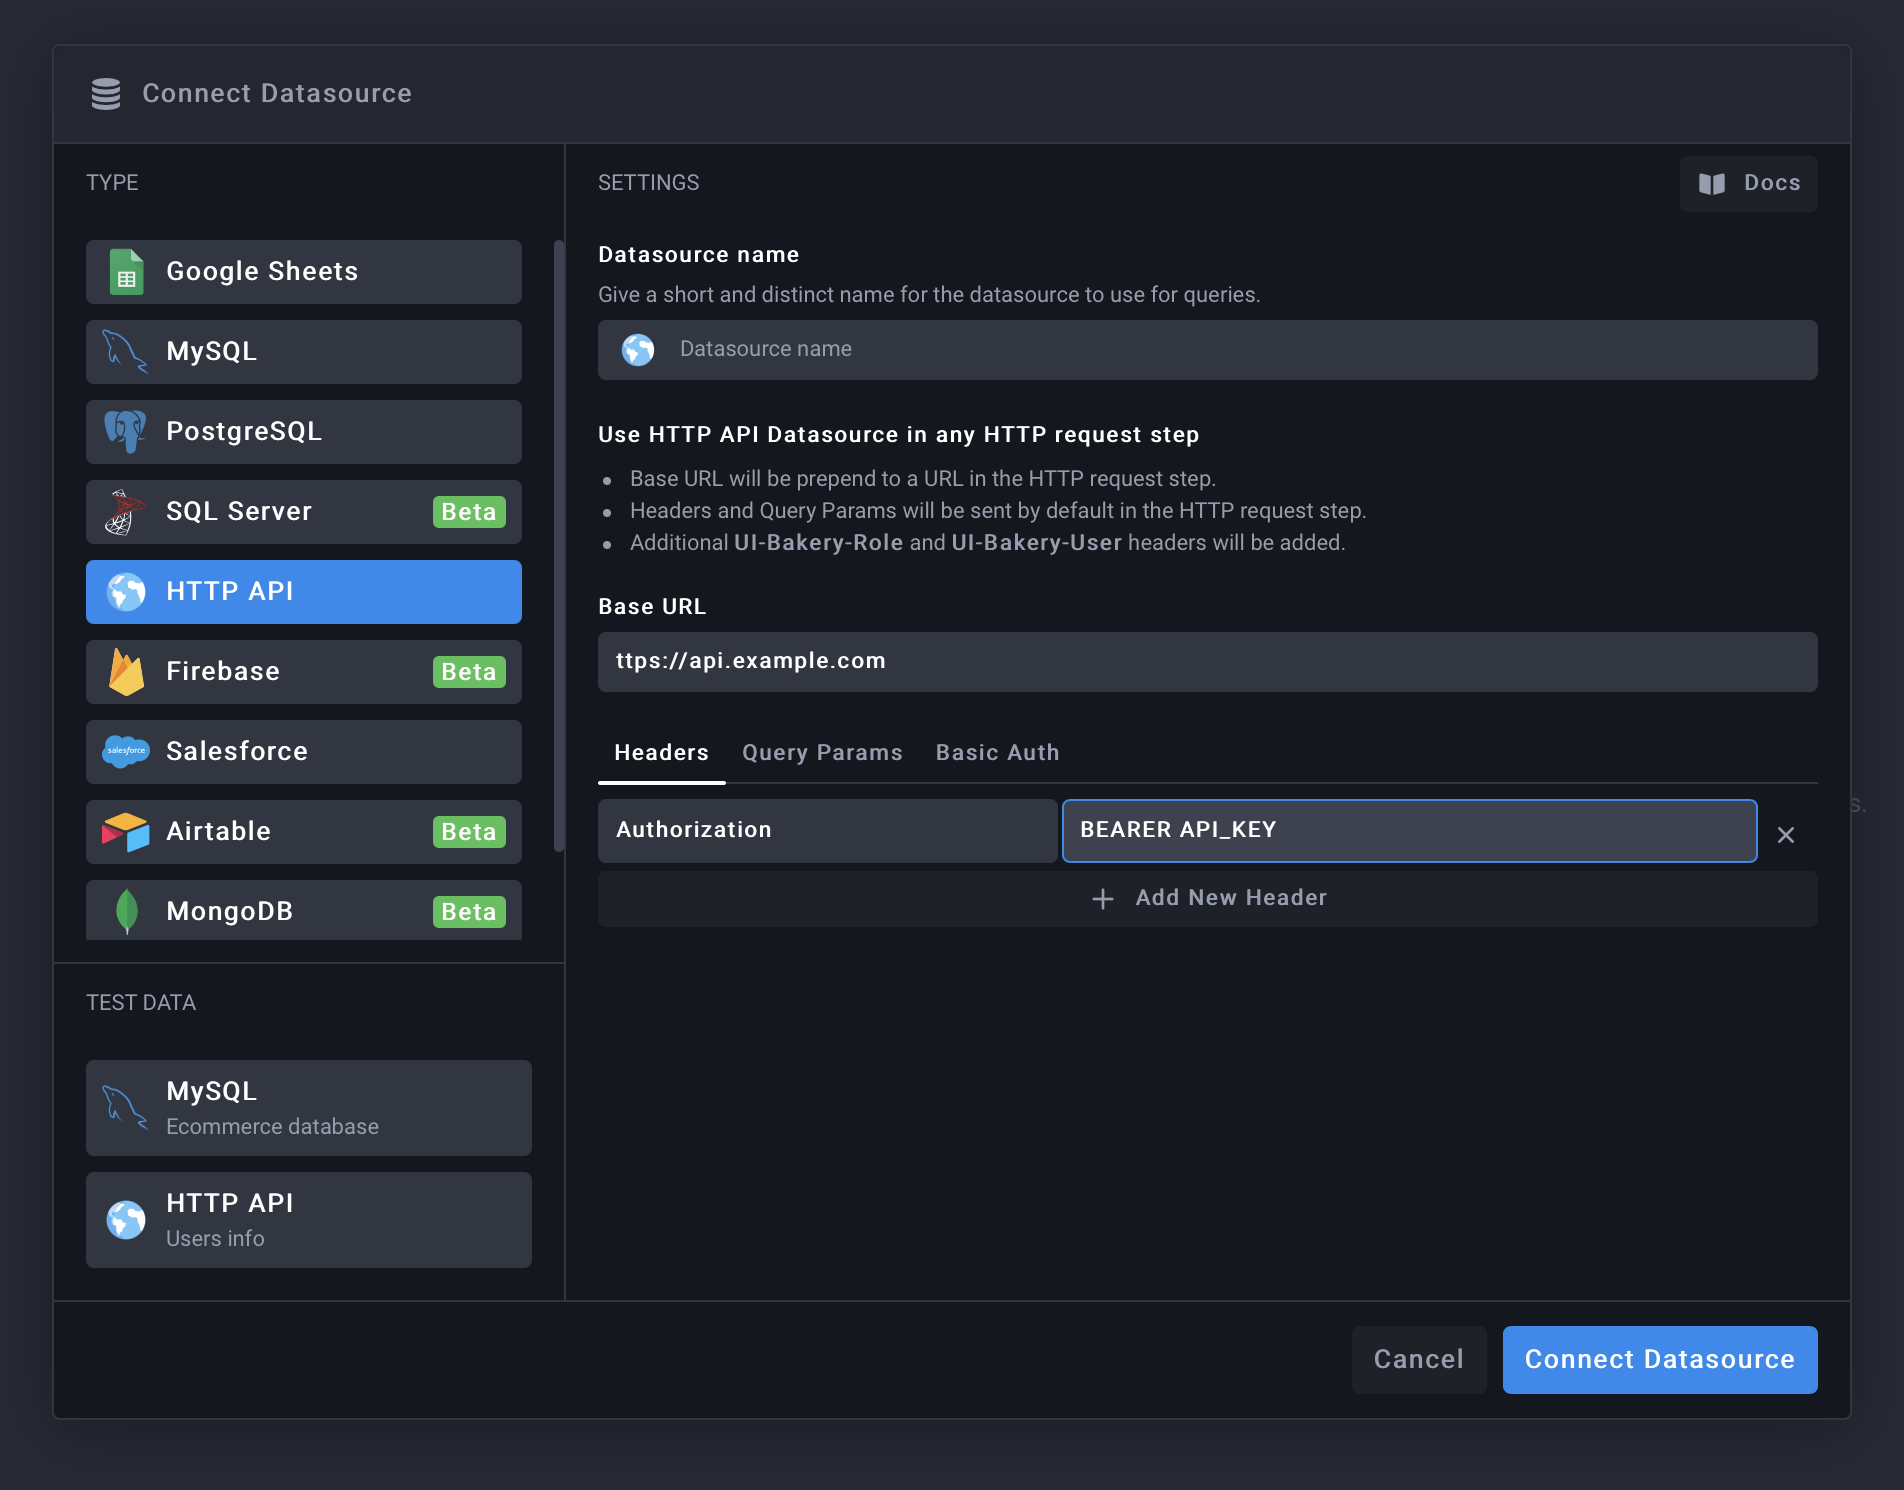 Connect Datasource
TYPE
Google Sheets
MySQL
PostgreSQL
SQL Server Beta
HTTP API
Firebase Beta
salesforce Salesforce
Airtable Beta
MongoDB Beta
TEST DATA
MySQL
Ecommerce database
HTTP API
Users info
SETTINGS
Docs
Datasource name
Give a short and distinct name for the datasource to use for queries.
Datasource name
Use HTTP API Datasource in any HTTP request step
Base URL will be prepend to a URL in the HTTP request step.
Headers and Query Params will be sent by default in the HTTP request step.
Additional UI-Bakery-Role and UI-Bakery-User headers will be added.
Base URL
ttps://api.example.com
Headers Query Params Basic Auth
Authorization BEARER API_KEY
Add New Header
s.
Cancel Connect Datasource